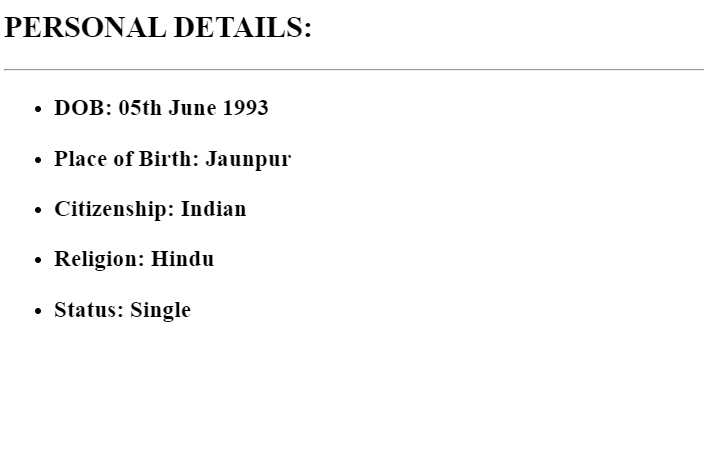 PERSONAL DETAILS:
• DOB: 05th June 1993
• Place of Birth: Jaunpur
• Citizenship: Indian
• Religion: Hindu
• Status: Single